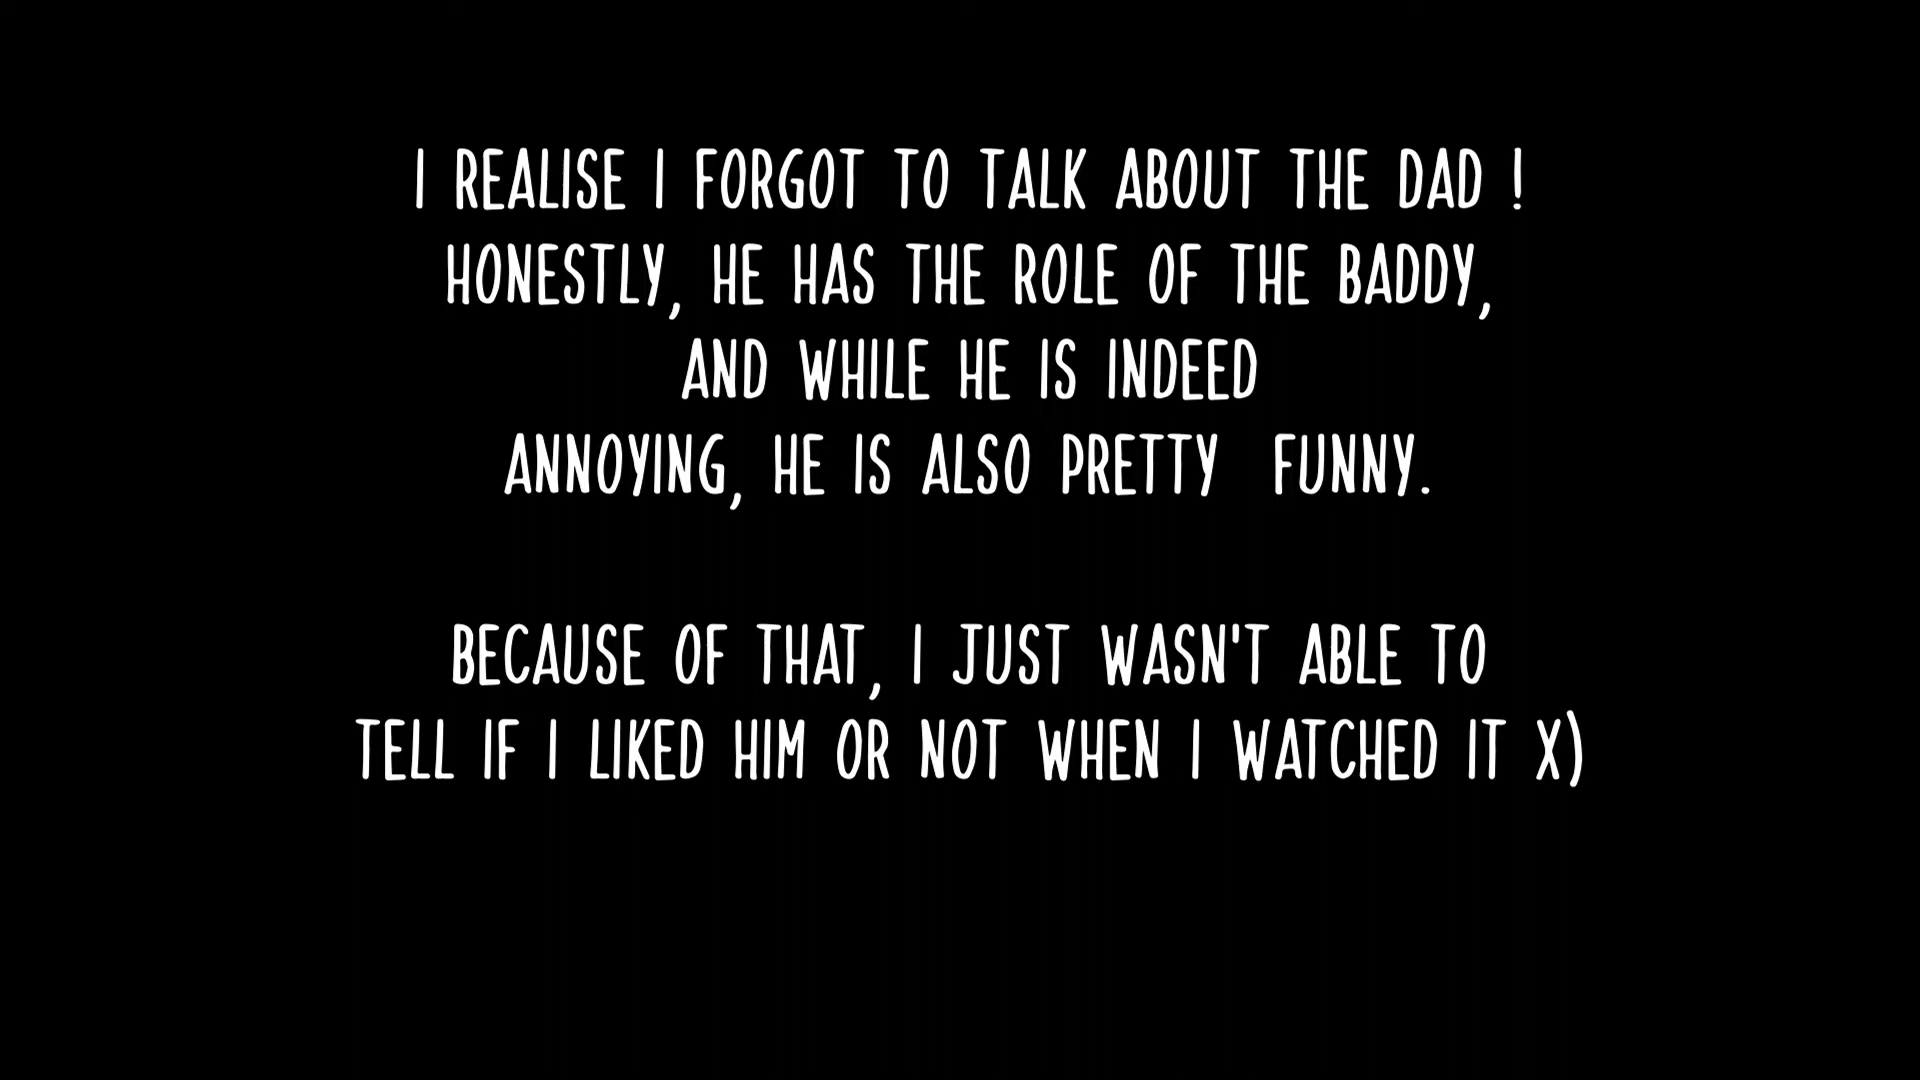 I REALISE I FORGOT TO TALK ABOUT THE DAD !
HONESTLY, HE HAS THE ROLE OF THE BADDY,
AND WHILE HE IS INDEED
ANNOYING, HE IS ALSO PRETTY  FUNNY.
BECAUSE OF THAT, I JUST WASN'T ABLE TO
TELL IF I LIKED HIM OR NOT WHEN I WATCHED IT X)